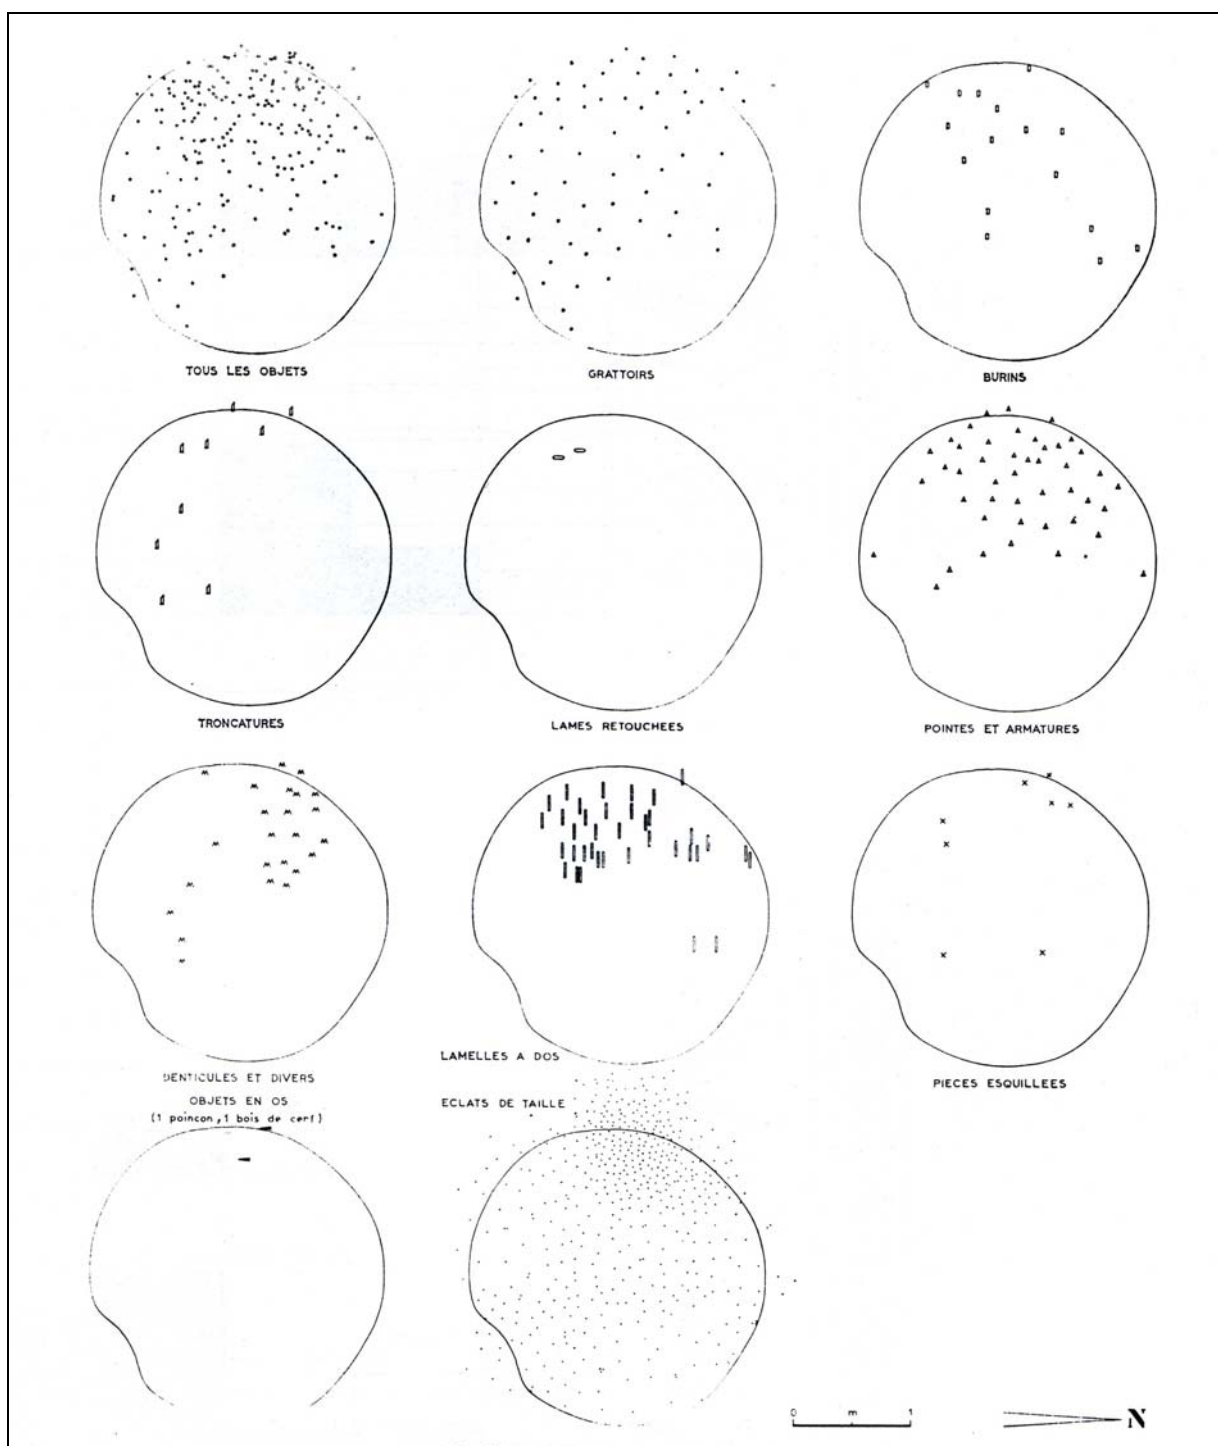 TOUS LES OBJETS
GRATTOIRS
BURINS
TRONCATURES
LAMES RETOUCHEES
POINTES ET ARMATURES
DENTICULES ET DIVERS
LAMELLES A DOS
PIECES ESQUILLEES
OBJETS EN OS
(1 poincon, 1 bois de cerf)
ECLATS DE TAILLE
0 m 1
N